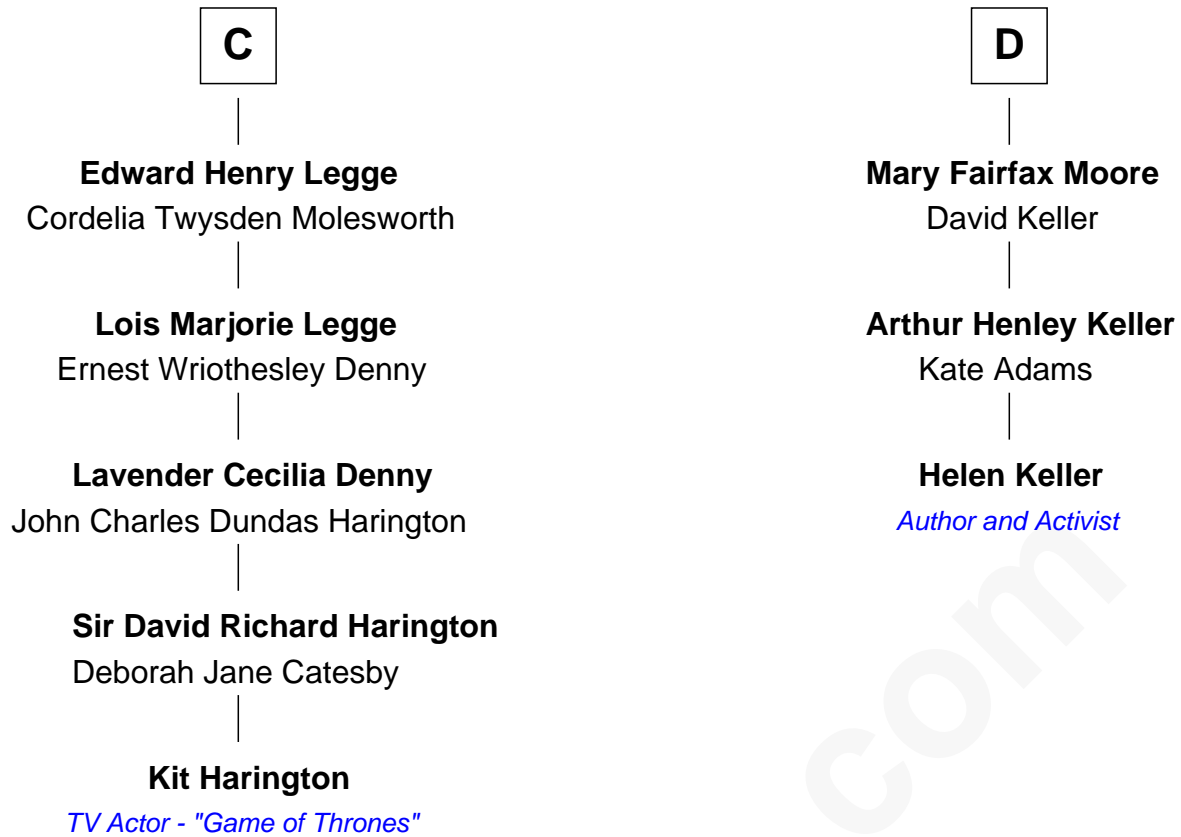 C
Edward Henry Legge
Cordelia Twysden Molesworth
Lois Marjorie Legge
Ernest Wriothesley Denny
Lavender Cecilia Denny
John Charles Dundas Harington
Sir David Richard Harington
Deborah Jane Catesby
Kit Harington
TV Actor - "Game of Thrones"
D
Mary Fairfax Moore
David Keller
Arthur Henley Keller
Kate Adams
Helen Keller
Author and Activist
com